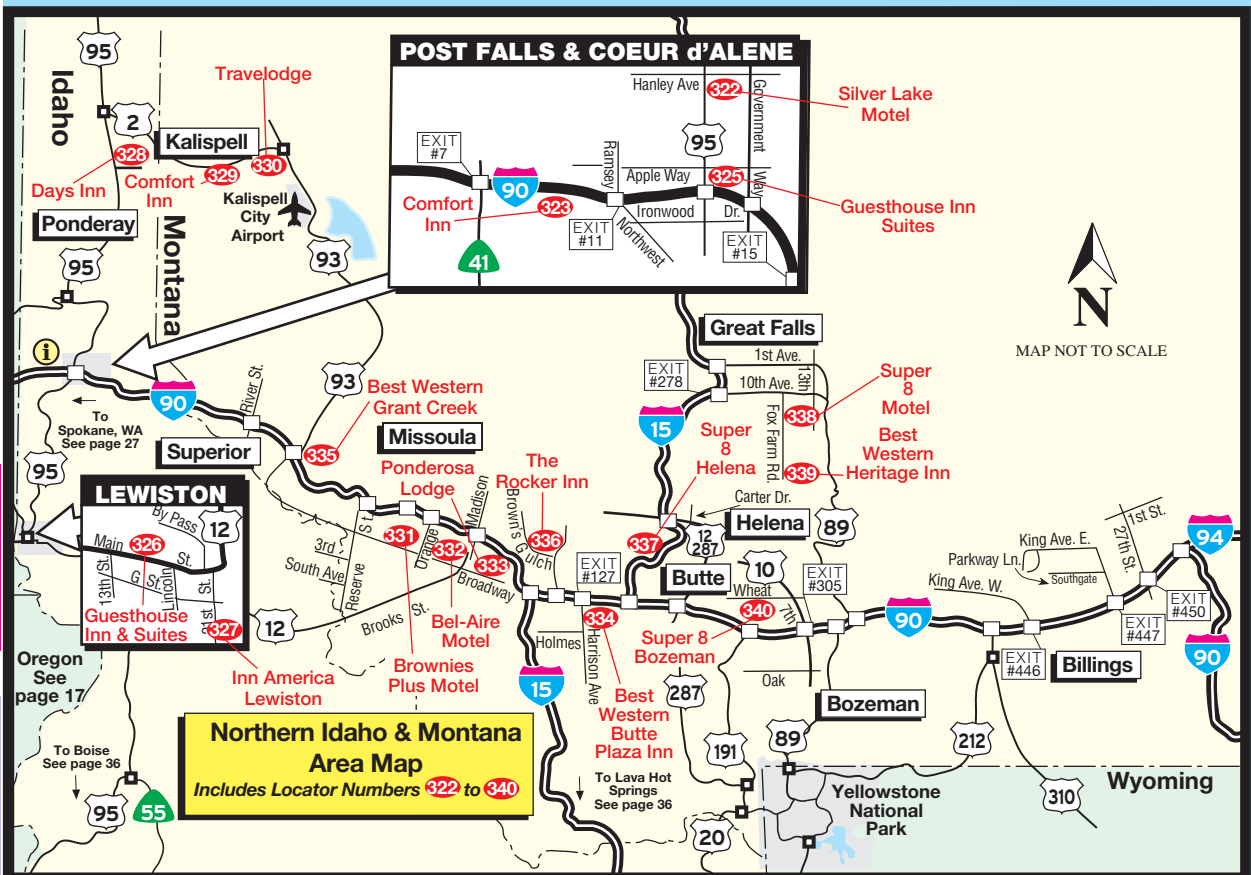 95
Idaho
2
Kalispell
Travelodge
328
329
330
Days Inn
Comfort
Inn
Kalispell
City
Airport
Ponderay
Montana
95
93
POST FALLS & COEUR d'ALENE
Hanley Ave
322
Government
Way
EXIT
#7
Ramsey
95
90
Apple Way
325
Comfort
Inn
323
Ironwood Dr.
EXIT
#11
Northwest
EXIT
#15
41
Silver Lake
Motel
Guesthouse Inn
Suites
N
MAP NOT TO SCALE
i
90
To
Spokane, WA
See page 27
River St.
93
Superior
335
Best Western
Grant Creek
Missoula
Ponderosa
Lodge
Madison
The
Rocker Inn
Brown's Gulch
336
331
332
333
3rd
South Ave
Reserve St.
Orange
Broadway
Brooks St.
Bel-Aire
Motel
Brownies
Plus Motel
12
95
LEWISTON
By Pass
12
Main St.
326
13th St.
G St.
Lincoln
21st St.
Guesthouse
Inn & Suites
327
Inn America
Lewiston
Oregon
See
page 17
To Boise
See page 36
95
55
Northern Idaho & Montana
Area Map
Includes Locator Numbers 322 to 340
Great Falls
EXIT
#278
1st Ave.
10th Ave.
13th
15
Fox Farm Rd.
338
Super
8
Motel
339
Best
Western
Heritage Inn
Super
8
Helena
Carter Dr.
Helena
337
12
287
89
EXIT
#127
Butte
10
EXIT
#305
Wheat
340
7th
334
Holmes
Harrison Ave
Super 8
Bozeman
Best
Western
Butte
Plaza Inn
15
287
Oak
Bozeman
90
191
89
To Lava Hot
Springs
See page 36
20
Yellowstone
National
Park
Wyoming
212
310
King Ave. W.
King Ave. E.
Parkway Ln.
Southgate
27th St.
1st St.
94
EXIT
#450
EXIT
#447
EXIT
#446
Billings
90